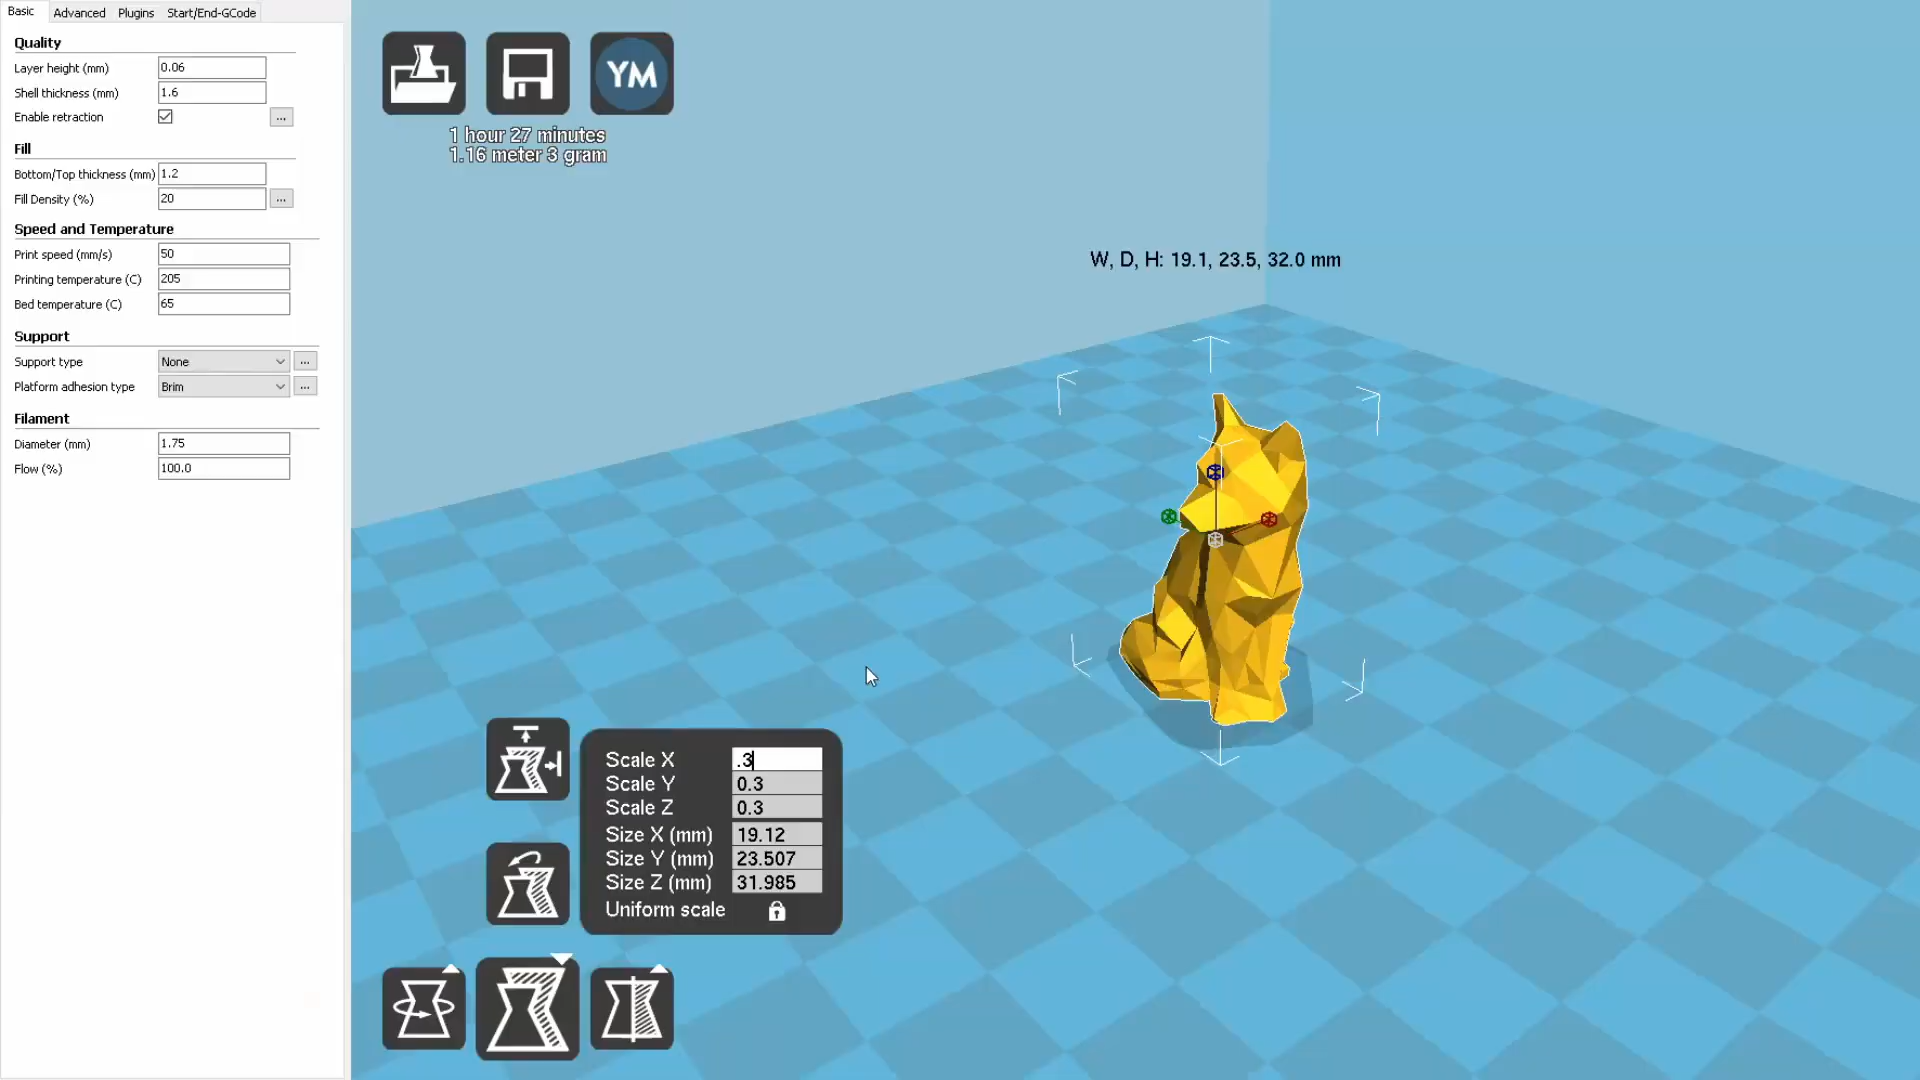 Basic Advanced Plugins Start/End-GCode
Quality
Layer height (mm) 0.06
Shell thickness (mm) 1.6
Enable retraction ...
Fill
Bottom/Top thickness (mm) 1.2
Fill Density (%) 20 ...
Speed and Temperature
Print speed (mm/s) 50
Printing temperature (C) 205
Bed temperature (C) 65
Support
Support type None ...
Platform adhesion type Brim ...
Filament
Diameter (mm) 1.75
Flow (%) 100.0
YM
1 hour 27 minutes
1.16 meter 3 gram
W, D, H: 19.1, 23.5, 32.0 mm
Scale X .3
Scale Y 0.3
Scale Z 0.3
Size X (mm) 19.12
Size Y (mm) 23.507
Size Z (mm) 31.985
Uniform scale